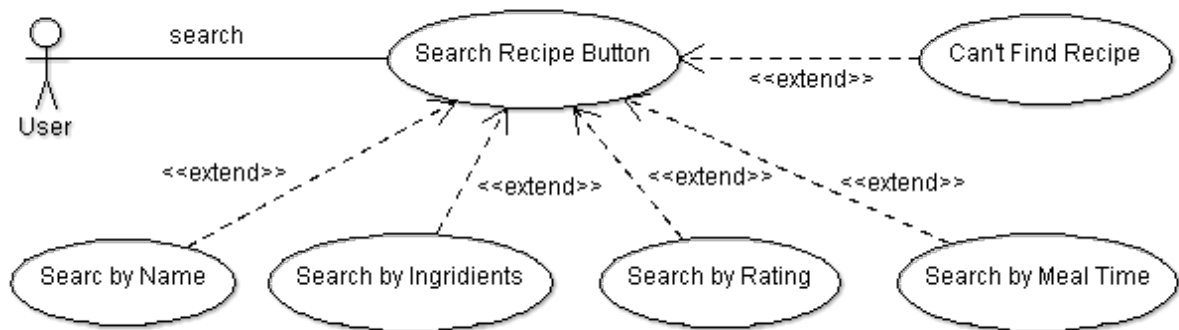 search
Search Recipe Button
Can't Find Recipe
<<extend>>
User
<<extend>>
<<extend>>
<<extend>>
<<extend>>
Searc by Name
Search by Ingridients
Search by Rating
Search by Meal Time